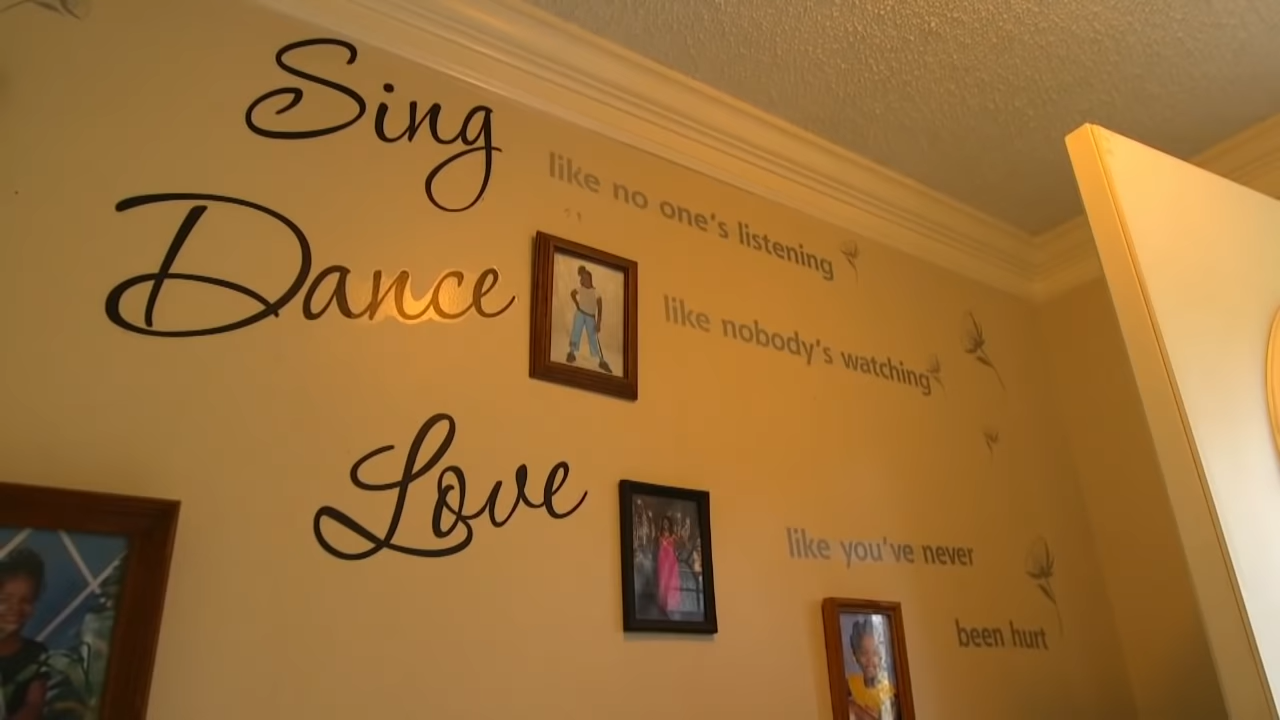 Sing
like no one's listening
Dance
like nobody's watching
Love
like you've never
been hurt